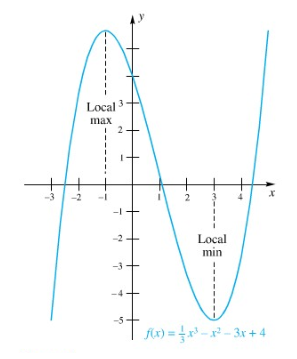 y
Local
max
3
2
1
-3
-2
-1
1
2
3
4
x
-1
-2
-3
-4
-5
Local
min
f(x) = 1/3 x³ – x² – 3x + 4